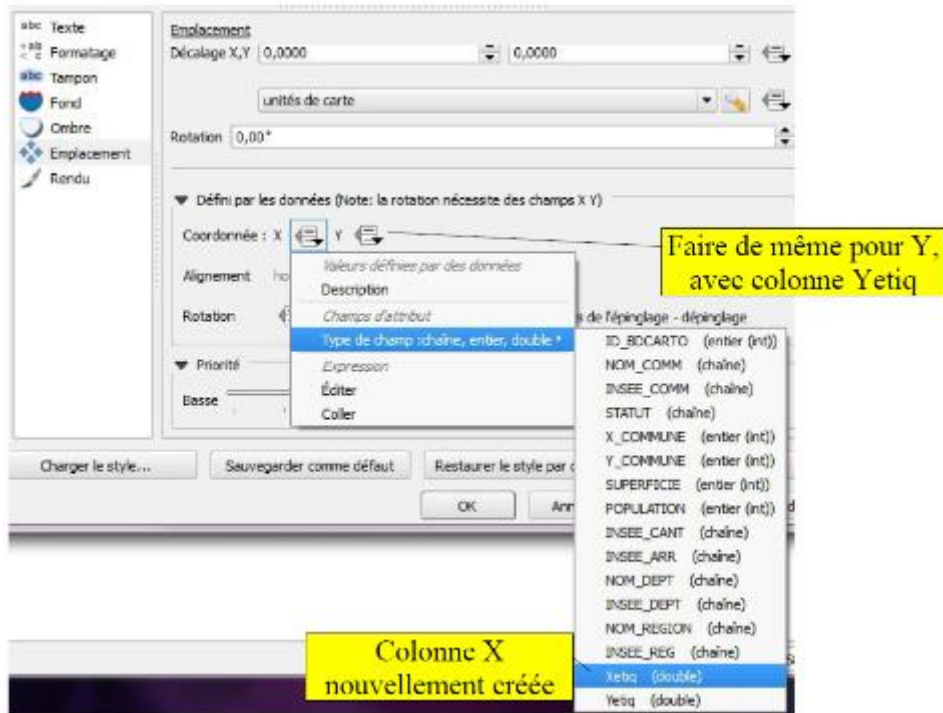 Texte
Formatage
Tampon
Fond
Ombre
Emplacement
Rendu
Emplacement
Décalage X,Y 0,0000 0,0000
unités de carte
Rotation 0,00°
Défini par les données (Note: la rotation nécessite des champs X Y)
Coordonnée : X Y
Faire de même pour Y,
avec colonne Yetiq
Valeurs définies par des données
Alignement ho
Description
Champs d'attribut
Rotation
s de l'épinglage - dépinglage
Type de champ :chaîne, entier, double
Priorité
Expression
Basse
Éditer
Coller
ID_BDCARTO (entier (int))
NOM_COMM (chaîne)
INSEE_COMM (chaîne)
STATUT (chaîne)
X_COMMUNE (entier (int))
Y_COMMUNE (entier (int))
SUPERFICIE (entier (int))
POPULATION (entier (int))
INSEE_CANT (chaîne)
INSEE_ARR (chaîne)
NOM_DEPT (chaîne)
INSEE_DEPT (chaîne)
NOM_REGION (chaîne)
INSEE_REG (chaîne)
Xetiq (double)
Yetiq (double)
Charger le style... Sauvegarder comme défaut Restaurer le style par
OK Ann
Colonne X
nouvellement créée